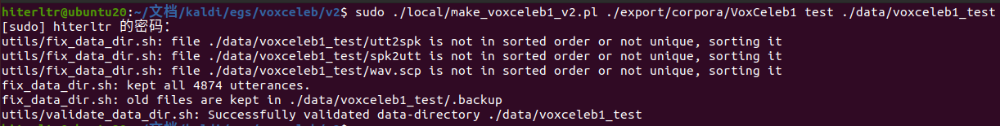 hiterltr@ubuntu20:~/文档/kaldi/egs/voxceleb/v2$ sudo ./local/make_voxceleb1_v2.pl ./export/corpora/VoxCeleb1 test ./data/voxceleb1_test
[sudo] hiterltr 的密码：
utils/fix_data_dir.sh: file ./data/voxceleb1_test/utt2spk is not in sorted order or not unique, sorting it
utils/fix_data_dir.sh: file ./data/voxceleb1_test/spk2utt is not in sorted order or not unique, sorting it
utils/fix_data_dir.sh: file ./data/voxceleb1_test/wav.scp is not in sorted order or not unique, sorting it
fix_data_dir.sh: kept all 4874 utterances.
fix_data_dir.sh: old files are kept in ./data/voxceleb1_test/.backup
utils/validate_data_dir.sh: Successfully validated data-directory ./data/voxceleb1_test